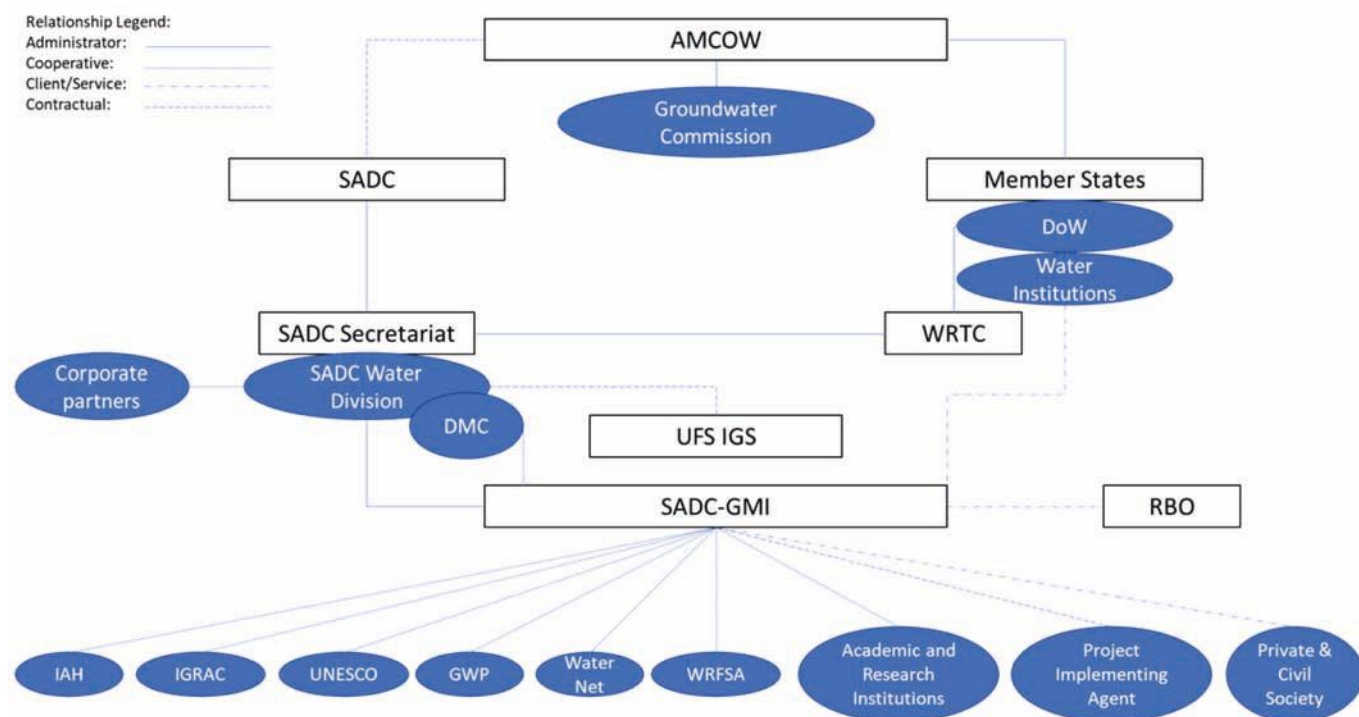 Relationship Legend:
Administrator:
Cooperative:
Client/Service:
Contractual:
AMCOW
Groundwater
Commission
SADC
Member States
DoW
Water
Institutions
SADC Secretariat
WRTC
Corporate
partners
SADC Water
Division
DMC
UFS IGS
SADC-GMI
RBO
IAH
IGRAC
UNESCO
GWP
Water
Net
WRFSA
Academic and
Research
Institutions
Project
Implementing
Agent
Private &
Civil
Society